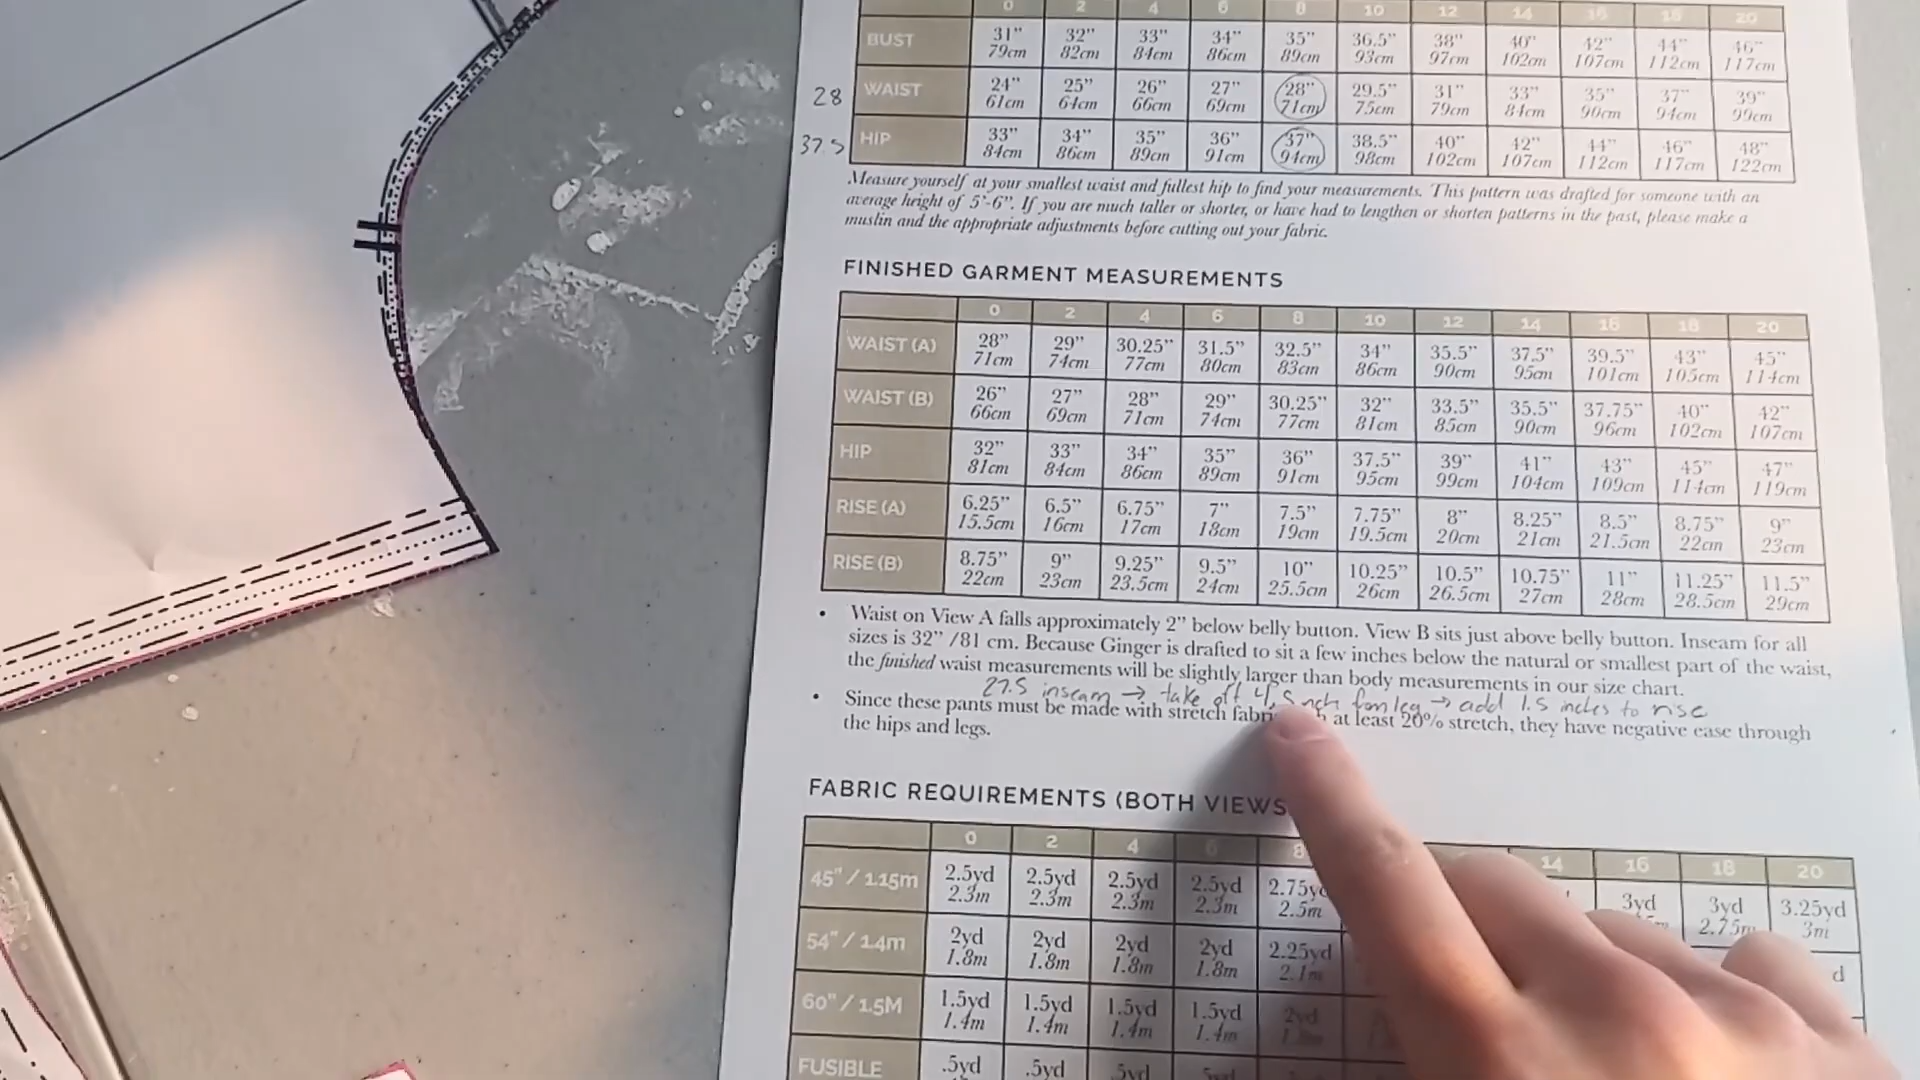 0 2 4 6 8 10 12 14 16 18 20
BUST 31" 32" 33" 34" 35" 36.5" 38" 40" 42" 44" 46"
79cm 82cm 84cm 86cm 89cm 93cm 97cm 102cm 107cm 112cm 117cm
28 WAIST 24" 25" 26" 27" 28" 29.5" 31" 33" 35" 37" 39"
61cm 64cm 66cm 69cm 71cm 75cm 79cm 84cm 90cm 94cm 99cm
37.5 HIP 33" 34" 35" 36" 37" 38.5" 40" 42" 44" 46" 48"
84cm 86cm 89cm 91cm 94cm 98cm 102cm 107cm 112cm 117cm 122cm
Measure yourself at your smallest waist and fullest hip to find your measurements. This pattern was drafted for someone with an
average height of 5'-6". If you are much taller or shorter, or have had to lengthen or shorten patterns in the past, please make a
muslin and the appropriate adjustments before cutting out your fabric.
FINISHED GARMENT MEASUREMENTS
0 2 4 6 8 10 12 14 16 18 20
WAIST (A) 28" 29" 30.25" 31.5" 32.5" 34" 35.5" 37.5" 39.5" 43" 45"
71cm 74cm 77cm 80cm 83cm 86cm 90cm 95cm 101cm 105cm 114cm
WAIST (B) 26" 27" 28" 29" 30.25" 32" 33.5" 35.5" 37.75" 40" 42"
66cm 69cm 71cm 74cm 77cm 81cm 85cm 90cm 96cm 102cm 107cm
HIP 32" 33" 34" 35" 36" 37.5" 39" 41" 43" 45" 47"
81cm 84cm 86cm 89cm 91cm 95cm 99cm 104cm 109cm 114cm 119cm
RISE (A) 6.25" 6.5" 6.75" 7" 7.5" 7.75" 8" 8.25" 8.5" 8.75" 9"
15.5cm 16cm 17cm 18cm 19cm 19.5cm 20cm 21cm 21.5cm 22cm 23cm
RISE (B) 8.75" 9" 9.25" 9.5" 10" 10.25" 10.5" 10.75" 11" 11.25" 11.5"
22cm 23cm 23.5cm 24cm 25.5cm 26cm 26.5cm 27cm 28cm 28.5cm 29cm
• Waist on View A falls approximately 2" below belly button. View B sits just above belly button. Inseam for all
sizes is 32" /81 cm. Because Ginger is drafted to sit a few inches below the natural or smallest part of the waist,
the finished waist measurements will be slightly larger than body measurements in our size chart.
27.5 inseam → take off 4.5 inch from leg → add 1.5 inches to rise
• Since these pants must be made with stretch at least 20% stretch, they have negative ease through
the hips and legs.
FABRIC REQUIREMENTS (BOTH VIEWS
0 2 4 6 8 14 16 18 20
45" / 1.15m 2.5yd 2.5yd 2.5yd 2.5yd 3yd 3yd 3.25yd
2.3m 2.3m 2.3m 2.3m 2.5m 2.75m 3m
54" / 1.4m 2yd 2yd 2yd 2yd 2.25yd d
1.8m 1.8m 1.8m 1.8m 2.1m
60" / 1.5M 1.5yd 1.5yd 1.5yd 1.5yd 2yd
1.4m 1.4m 1.4m 1.4m
FUSIBLE .5yd .5yd .5yd